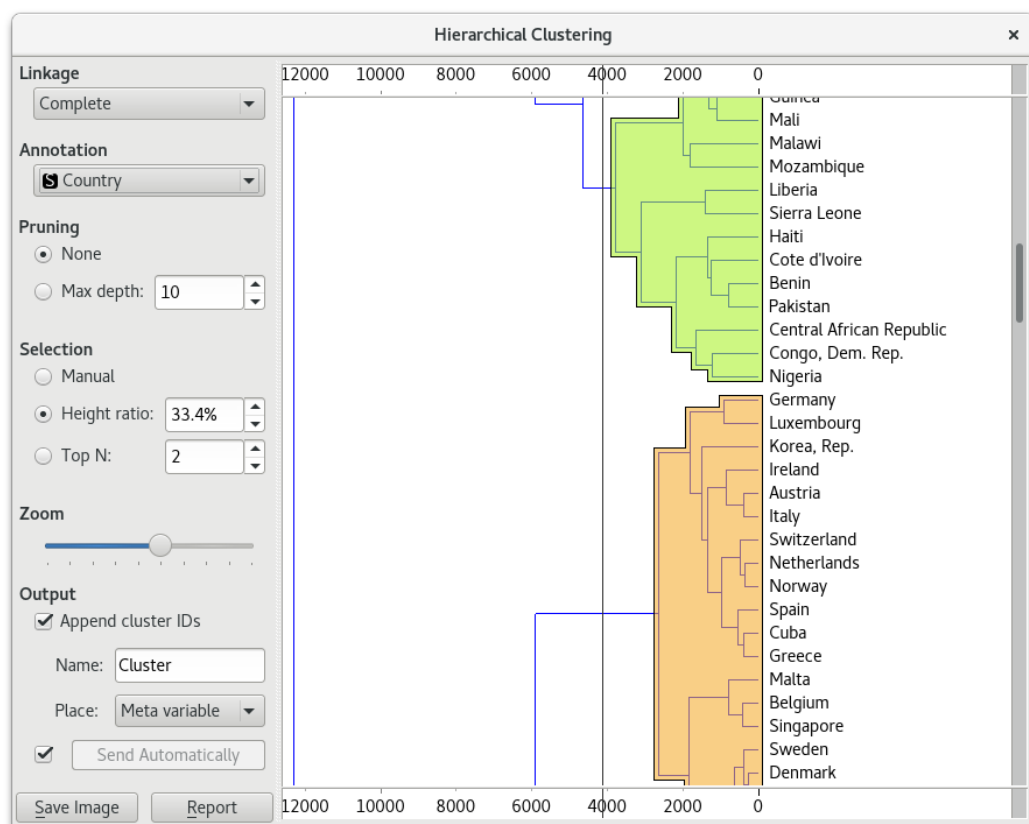 Hierarchical Clustering
Linkage
Complete
Annotation
S Country
Pruning
None
Max depth: 10
Selection
Manual
Height ratio: 33.4%
Top N: 2
Zoom
Output
Append cluster IDs
Name: Cluster
Place: Meta variable
Send Automatically
Save Image Report
12000 10000 8000 6000 4000 2000 0
Guinea
Mali
Malawi
Mozambique
Liberia
Sierra Leone
Haiti
Cote d'Ivoire
Benin
Pakistan
Central African Republic
Congo, Dem. Rep.
Nigeria
Germany
Luxembourg
Korea, Rep.
Ireland
Austria
Italy
Switzerland
Netherlands
Norway
Spain
Cuba
Greece
Malta
Belgium
Singapore
Sweden
Denmark
12000 10000 8000 6000 4000 2000 0